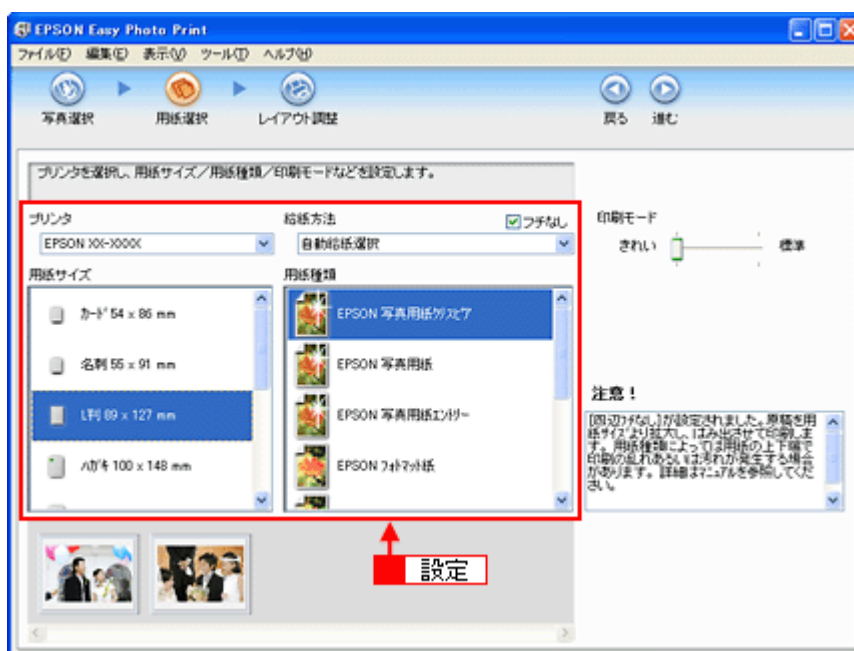 EPSON Easy Photo Print
ファイル(F) 編集(E) 表示(V) ツール(T) ヘルプ(H)
写真選択 用紙選択 レイアウト調整 戻る 進む
プリンタを選択し、用紙サイズ/用紙種類/印刷モードなどを設定します。
プリンタ
EPSON XX-XXXX
給紙方法
フチなし
自動給紙選択
用紙サイズ
カード 54 x 86 mm
名刺 55 x 91 mm
L判 89 x 127 mm
ハガキ 100 x 148 mm
用紙種類
EPSON 写真用紙クリスピア
EPSON 写真用紙
EPSON 写真用紙エントリー
EPSON フォトマット紙
印刷モード
きれい 標準
注意!
[四辺フチなし]が設定されました。原稿を用
紙サイズより拡大し、はみ出させて印刷しま
す。用紙種類によっては用紙の上下端で
印刷の乱れあるいは汚れが発生する場合
があります。詳細はマニュアルを参照してくだ
さい。
設定